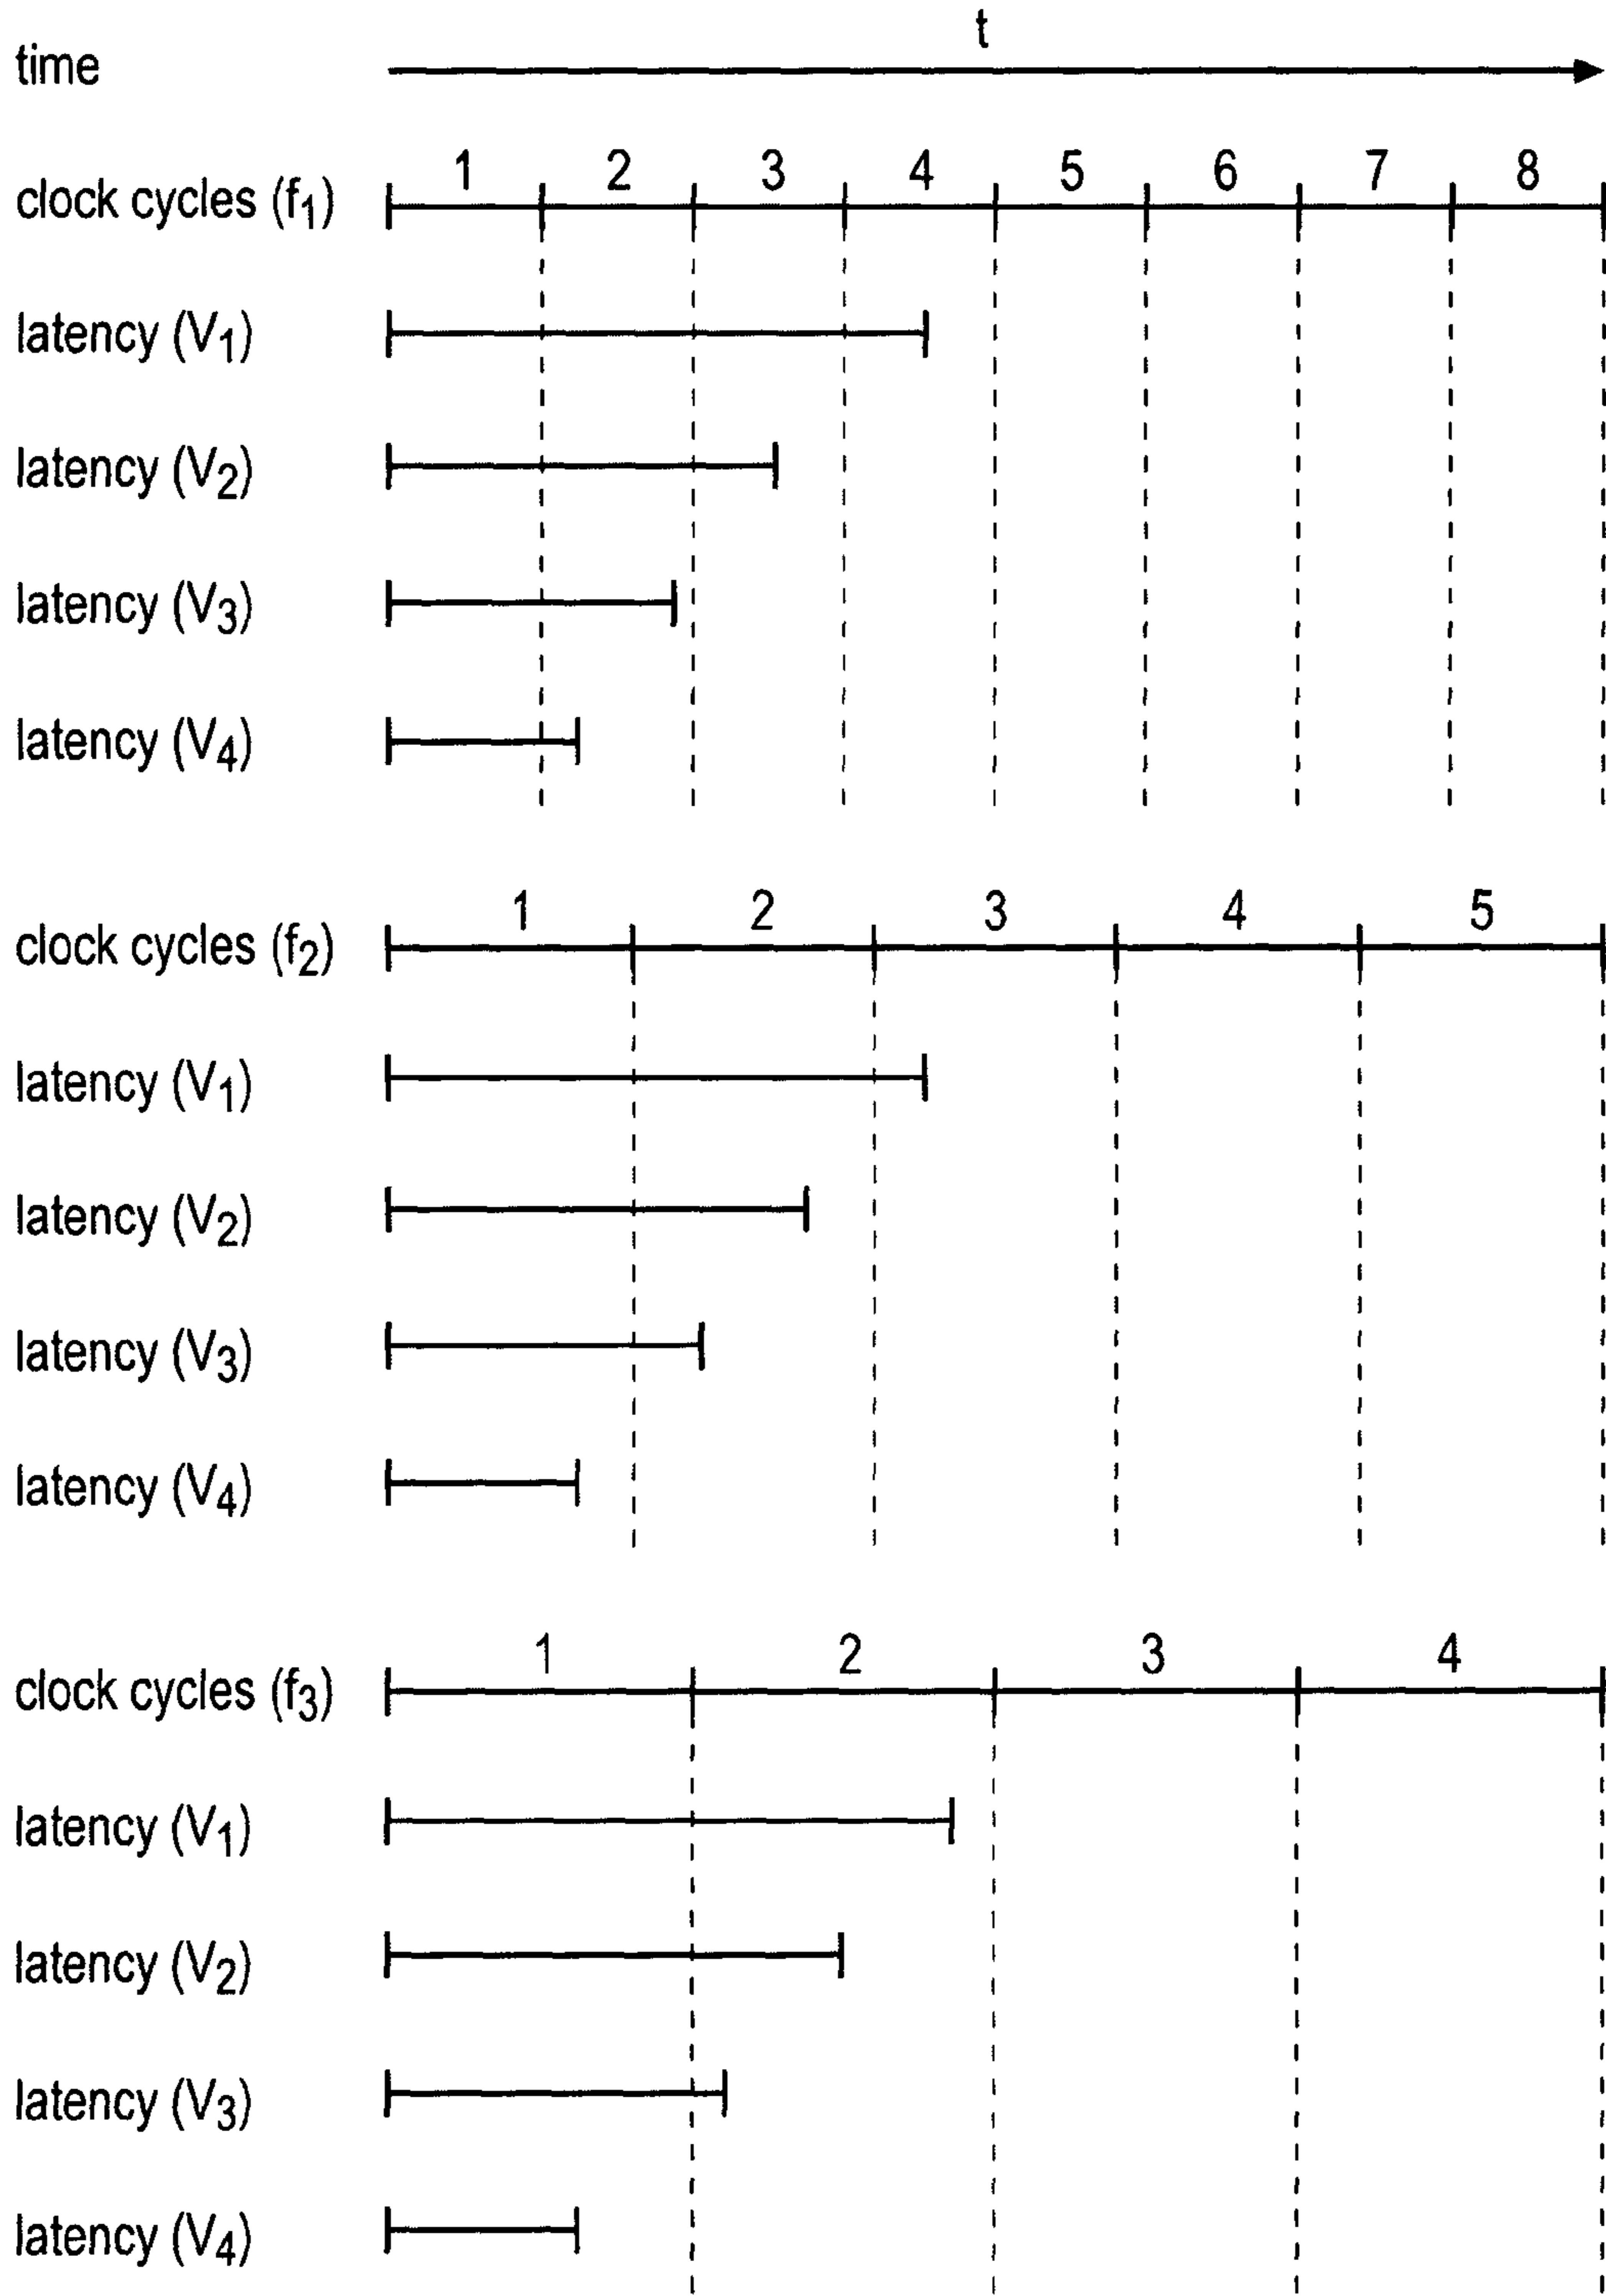 t
time
1 2 3 4 5 6 7 8
clock cycles (f1)
latency (V1)
latency (V2)
latency (V3)
latency (V4)
1 2 3 4 5
clock cycles (f2)
latency (V1)
latency (V2)
latency (V3)
latency (V4)
1 2 3 4
clock cycles (f3)
latency (V1)
latency (V2)
latency (V3)
latency (V4)